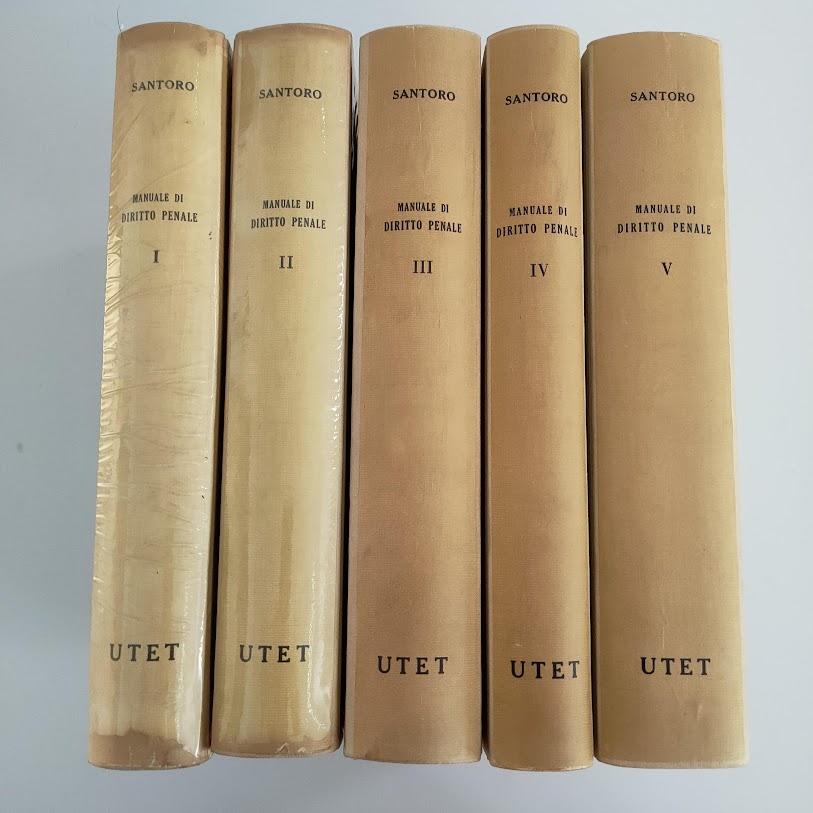 SANTORO
MANUALE DI
DIRITTO PENALE
I
UTET
SANTORO
MANUALE DI
DIRITTO PENALE
II
UTET
SANTORO
MANUALE DI
DIRITTO PENALE
III
UTET
SANTORO
MANUALE DI
DIRITTO PENALE
IV
UTET
SANTORO
MANUALE DI
DIRITTO PENALE
V
UTET